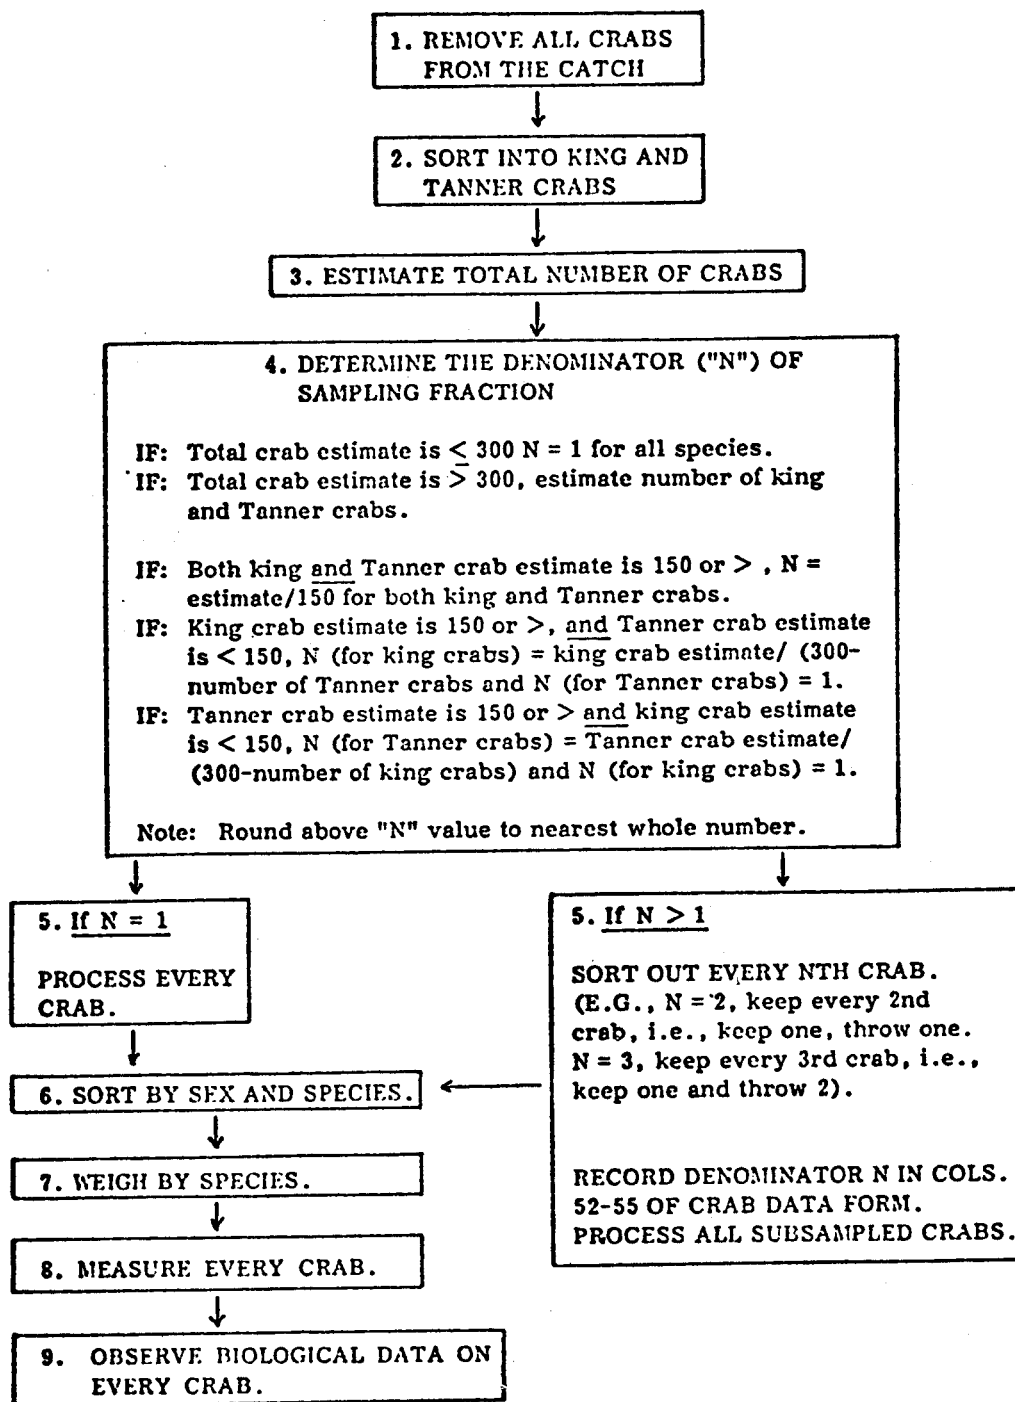 1. REMOVE ALL CRABS
FROM THE CATCH
2. SORT INTO KING AND
TANNER CRABS
3. ESTIMATE TOTAL NUMBER OF CRABS
4. DETERMINE THE DENOMINATOR ("N") OF
SAMPLING FRACTION
IF: Total crab estimate is ≤ 300 N = 1 for all species.
IF: Total crab estimate is > 300, estimate number of king
and Tanner crabs.
IF: Both king and Tanner crab estimate is 150 or > , N =
estimate/150 for both king and Tanner crabs.
IF: King crab estimate is 150 or >, and Tanner crab estimate
is < 150, N (for king crabs) = king crab estimate/ (300-
number of Tanner crabs and N (for Tanner crabs) = 1.
IF: Tanner crab estimate is 150 or > and king crab estimate
is < 150, N (for Tanner crabs) = Tanner crab estimate/
(300-number of king crabs) and N (for king crabs) = 1.
Note: Round above "N" value to nearest whole number.
5. If N = 1
PROCESS EVERY
CRAB.
5. If N > 1
SORT OUT EVERY NTH CRAB.
(E.G., N = 2, keep every 2nd
crab, i.e., keep one, throw one.
N = 3, keep every 3rd crab, i.e.,
keep one and throw 2).
RECORD DENOMINATOR N IN COLS.
52-55 OF CRAB DATA FORM.
PROCESS ALL SUBSAMPLED CRABS.
6. SORT BY SEX AND SPECIES.
7. WEIGH BY SPECIES.
8. MEASURE EVERY CRAB.
9. OBSERVE BIOLOGICAL DATA ON
EVERY CRAB.